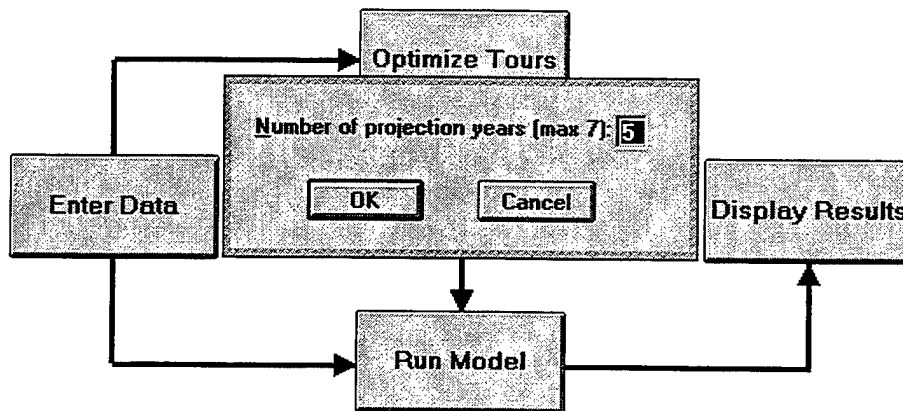 Optimize Tours
Number of projection years (max 7): 5
OK
Cancel
Enter Data
Display Results
Run Model